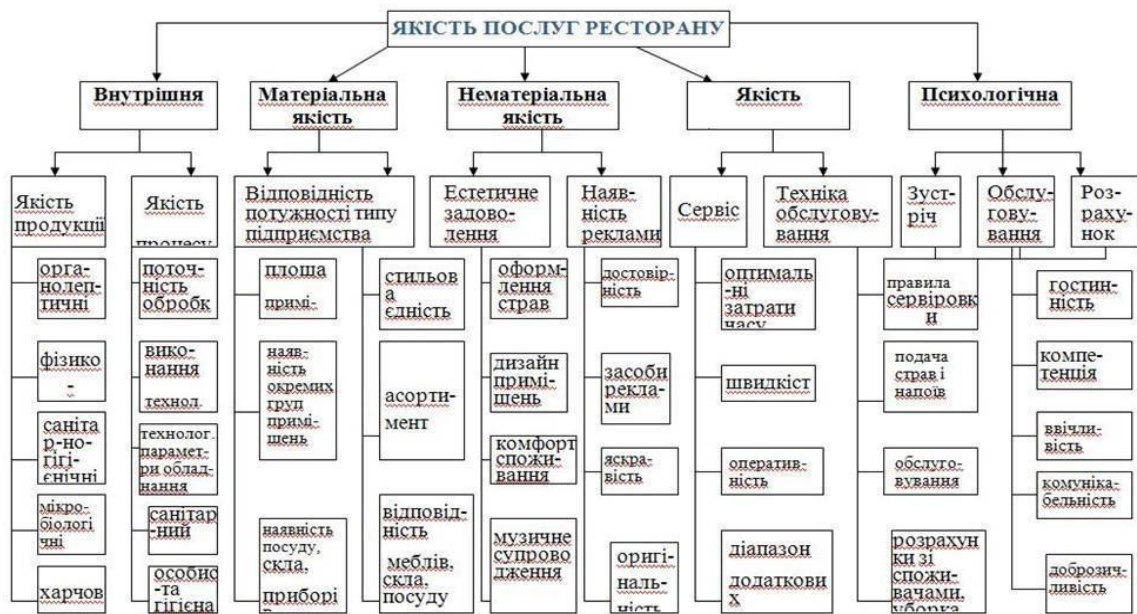 ЯКІСТЬ ПОСЛУГ РЕСТОРАНУ
Внутрішня
Матеріальна
якість
Нематеріальна
якість
Якість
Психологічна
Якість
продукції
Якість
процесу
Відповідність
потужності типу
підприємства
Естетичне
задово-
лення
Наяв-
ність
реклами
Сервіс
Техніка
обслуговування
Зуст-
річ
Обслу-
гову-
вання
Роз-
раху-
нок
орга-
нолеп-
тичні
фізико-
-
саніта
р-но-
гігі-
єнічні
мікро-
біологі
чні
харчов
поточ-
ність
обробк
вико-
нання
технол.
технолог.
парамет-
ри облад-
нання
санітар
-ний
особис
-та
гігієна
площа
примі-
наяв-
ність
окремих
груп
примі-
щень
наявність
посуду,
скла,
приборі
стильов
а
єдність
асорти-
мент
відповід-
ність
меблів,
скла,
посуду
оформ-
лення
страв
дизайн
примі-
щень
комфорт
спожи-
вання
музичне
супрово-
дження
достовір-
ність
засоби
рекла-
ми
яскра-
вість
оригі-
наль-
ність
оптималь-
-ні
затрати
часу
швидкіст
оператив-
ність
діапазон
додаткови
х
правила
сервіровк
и
подача
страв і
напоїв
обслуго-
вування
розрахун
ки зі
спожи-
вачами,
уборка
гостин-
ність
компе-
тенція
ввічли-
вість
комуніка-
бельність
доброзич-
ливість